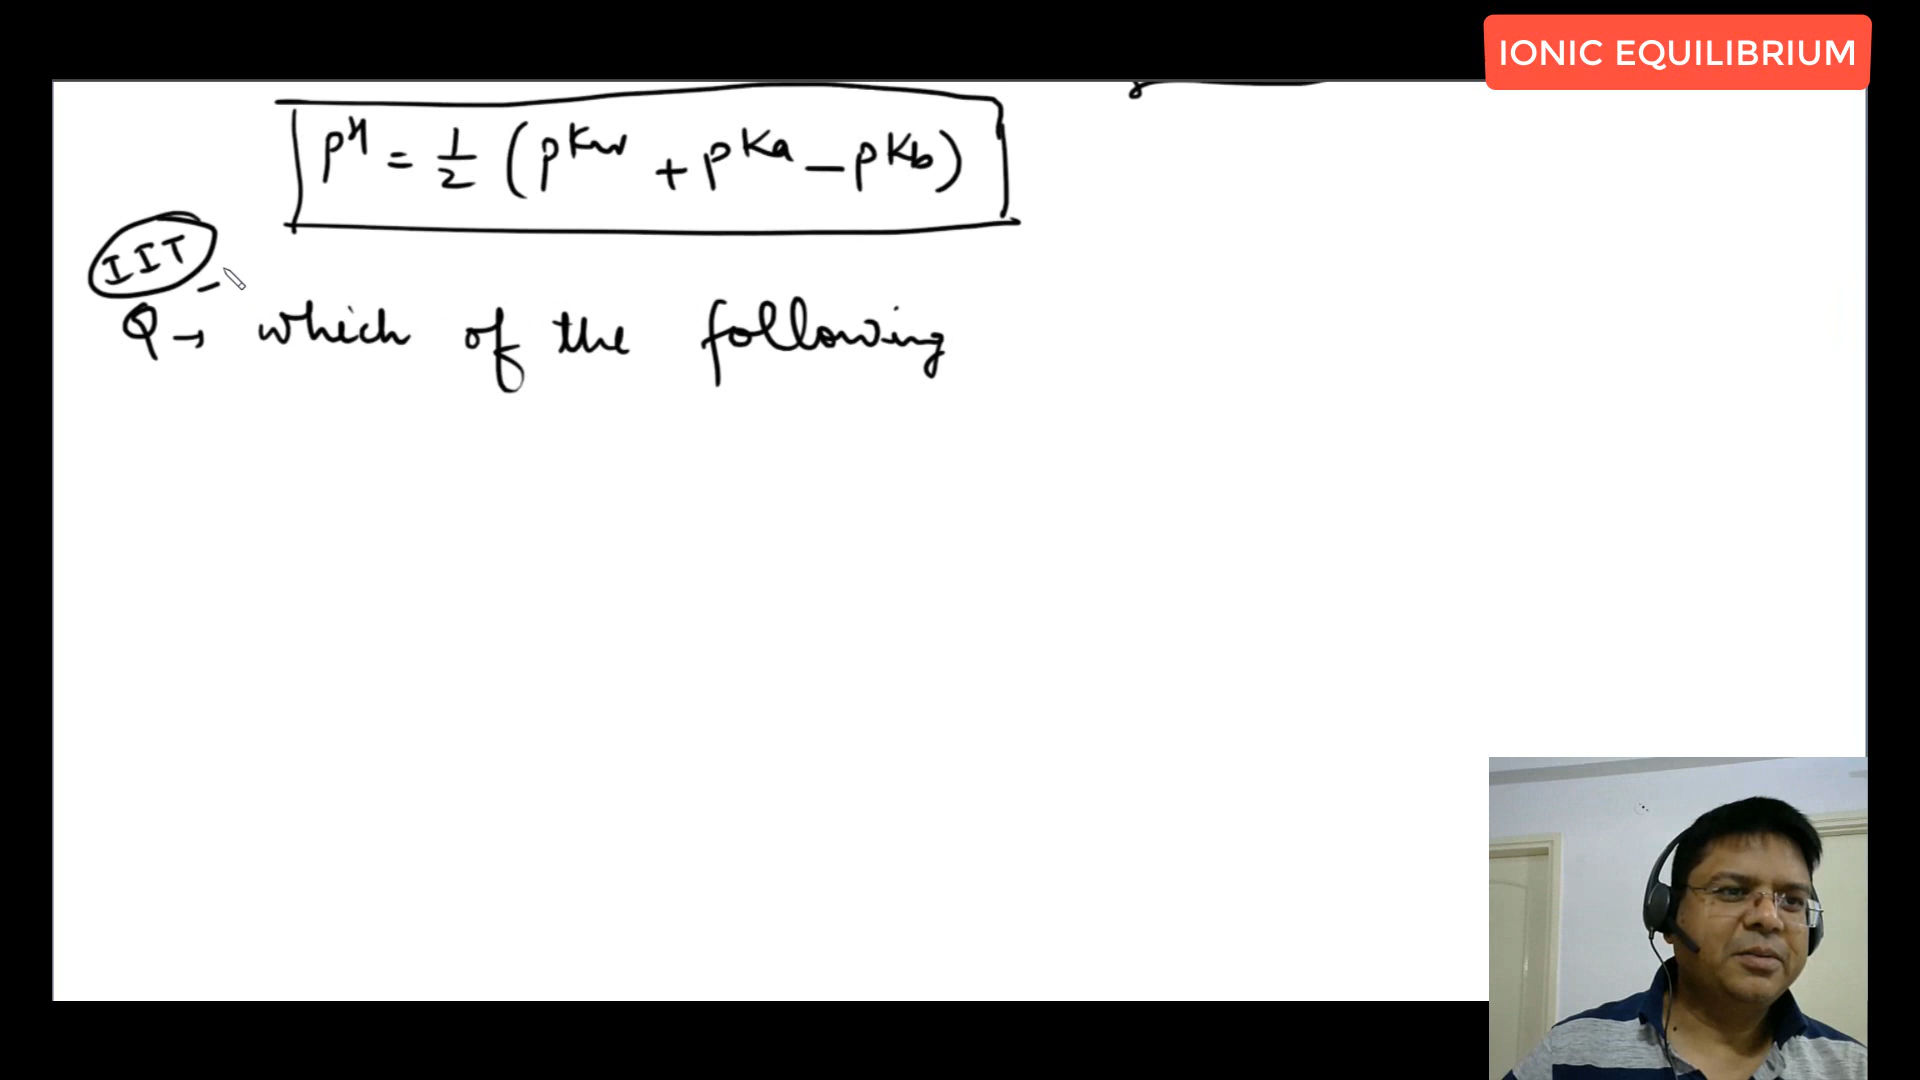 IONIC EQUILIBRIUM
pH = 1/2 (pKw + pKa – pKb)
IIT –
Q → which of the following